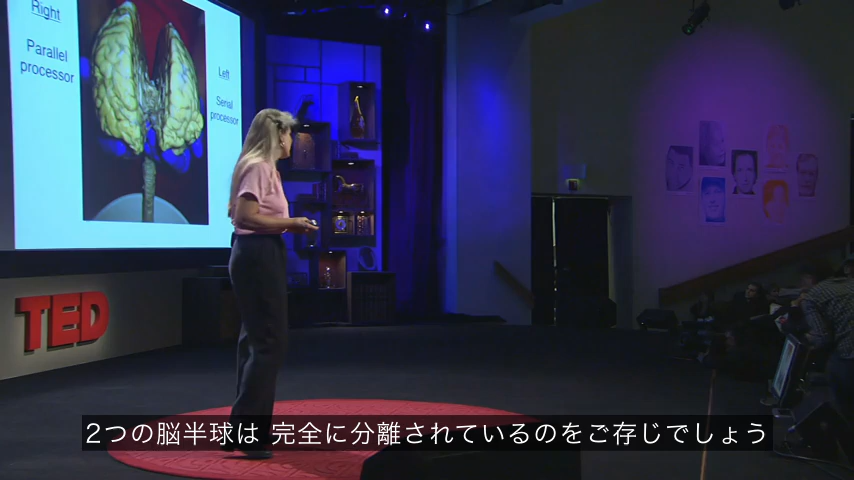 Right
Parallel
processor
Left
Serial
processor
TED
2つの脳半球は 完全に分離されているのをご存じでしょう